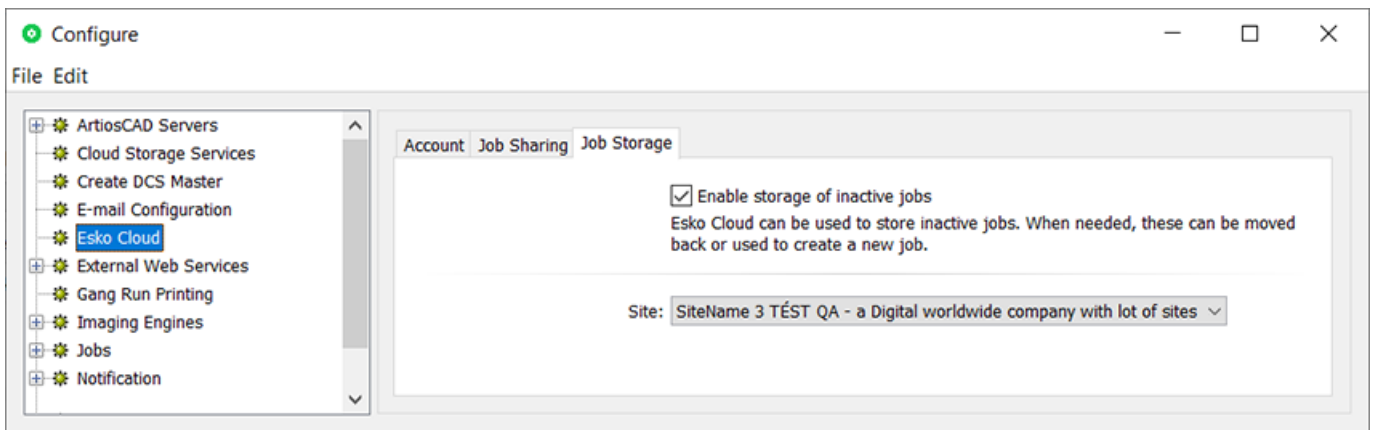 Configure
File Edit
ArtiosCAD Servers
Cloud Storage Services
Create DCS Master
E-mail Configuration
Esko Cloud
External Web Services
Gang Run Printing
Imaging Engines
Jobs
Notification
Account Job Sharing Job Storage
Enable storage of inactive jobs
Esko Cloud can be used to store inactive jobs. When needed, these can be moved
back or used to create a new job.
Site: SiteName 3 TÉST QA - a Digital worldwide company with lot of sites